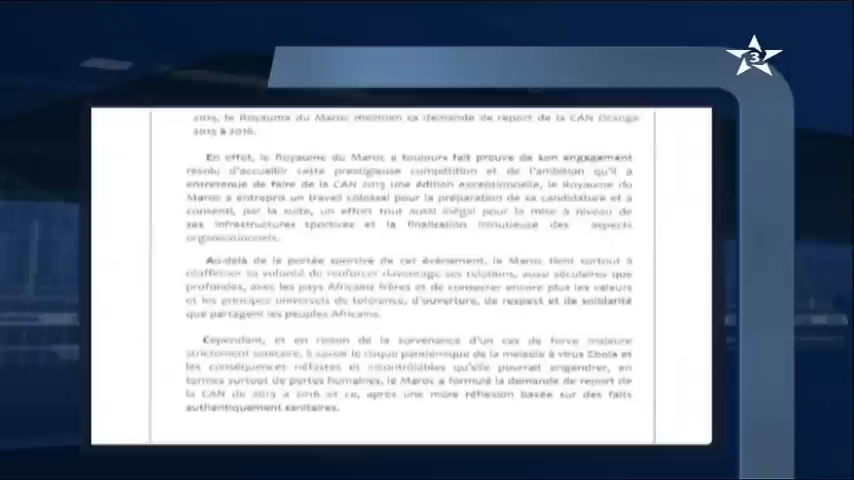 3
2015, le Royaume du Maroc maintien sa demande de report de la CAN Orange
2015 à 2016.
En effet, le Royaume du Maroc a toujours fait preuve de son engagement
résolu d'accueillir cette prestigieuse compétition et de l'ambition qu'il a
entretenue de faire de la CAN 2015 une édition exceptionnelle, le Royaume du
Maroc a entrepris un travail colossal pour la préparation de sa candidature et a
consenti, par la suite, un effort tout aussi inégal pour la mise à niveau de
ses infrastructures sportives et la finalisation minutieuse des aspects
organisationnels.
Au-delà de la portée sportive de cet événement, le Maroc tient surtout à
réaffirmer sa volonté de renforcer davantage ses relations, aussi séculaires que
profondes, avec les pays Africains frères et de consacrer encore plus les valeurs
et les principes universels de tolérance, d'ouverture, de respect et de solidarité
que partagent les peuples Africains.
Cependant, et en raison de la survenance d'un cas de force majeure
strictement sanitaire, à savoir le risque pandémique de la maladie à virus Ebola et
les conséquences néfastes et incontrôlables qu'elle pourrait engendrer, en
termes surtout de pertes humaines, le Maroc a formulé la demande de report de
la CAN de 2015 à 2016 et ce, après une mûre réflexion basée sur des faits
authentiquement sanitaires.